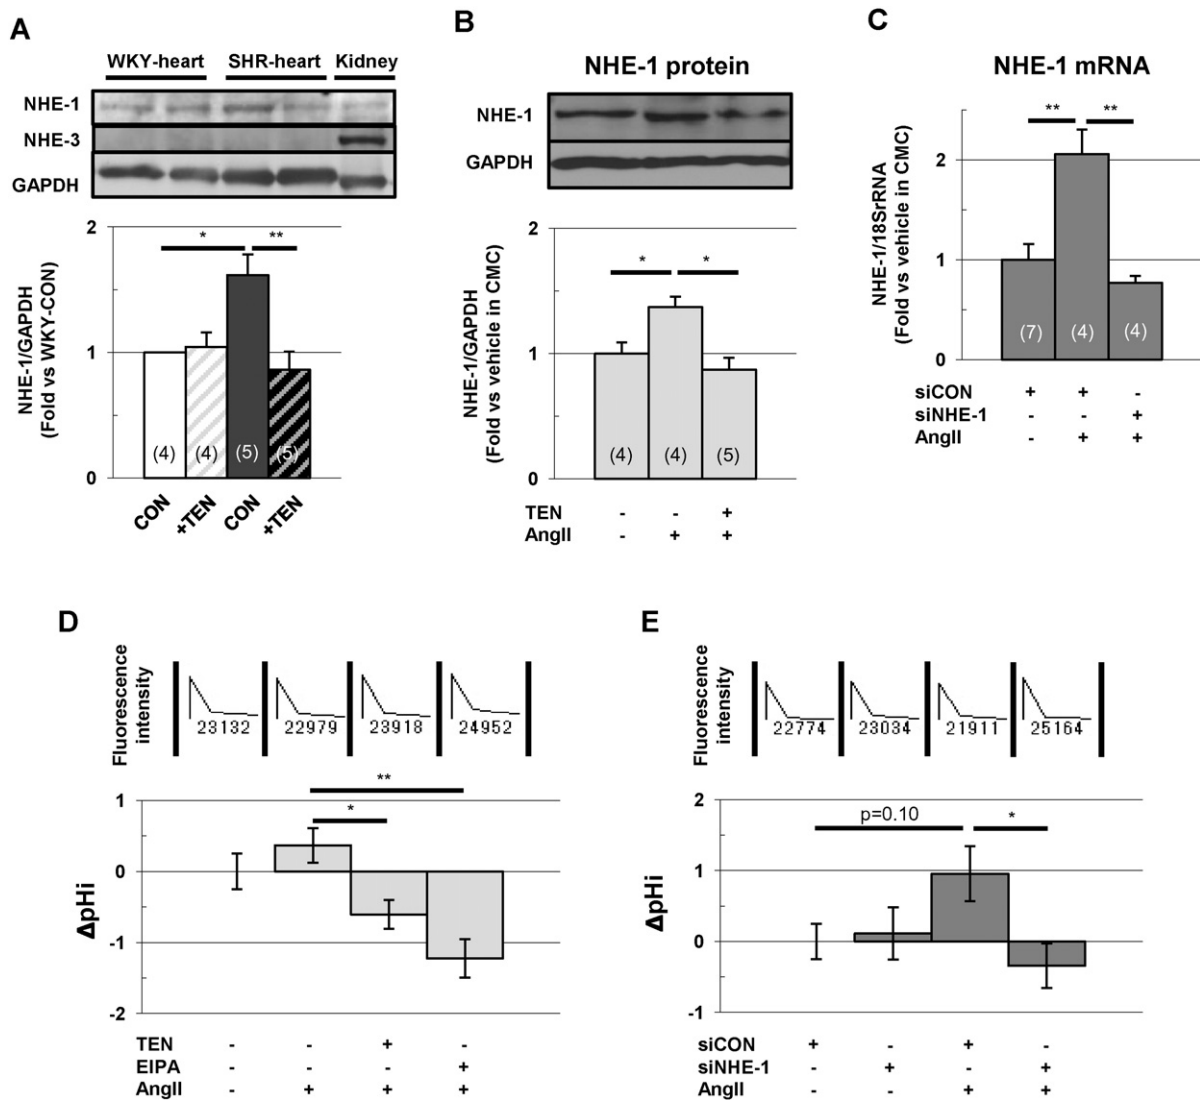 A
WKY-heart SHR-heart Kidney
NHE-1
NHE-3
GAPDH
2
1
0
NHE-1/GAPDH
(Fold vs WKY-CON)
* **
(4) (4) (5) (5)
CON +TEN CON +TEN
B
NHE-1 protein
NHE-1
GAPDH
2
1
0
NHE-1/GAPDH
(Fold vs vehicle in CMC)
* *
(4) (4) (5)
TEN - - +
AngII - + +
C
NHE-1 mRNA
** **
2
1
0
NHE-1/18SrRNA
(Fold vs vehicle in CMC)
(7) (4) (4)
siCON + + -
siNHE-1 - - +
AngII - + +
D
Fluorescence
intensity
23132 22979 23918 24952
**
*
1
0
-1
-2
ΔpHi
TEN - - + -
EIPA - - - +
AngII - + + +
E
Fluorescence
intensity
22774 23034 21911 25164
p=0.10 *
2
1
0
-1
ΔpHi
siCON + - + -
siNHE-1 - + - +
AngII - - + +